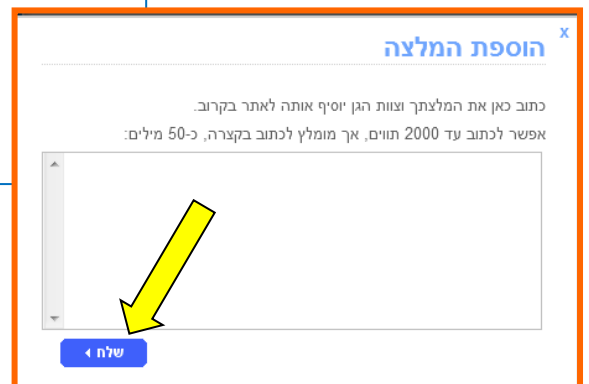 x
הוספת המלצה
כתוב כאן את המלצתך וצוות הגן יוסיף אותה לאתר בקרוב.
אפשר לכתוב עד 2000 תווים, אך מומלץ לכתוב בקצרה, כ-50 מילים:
שלח